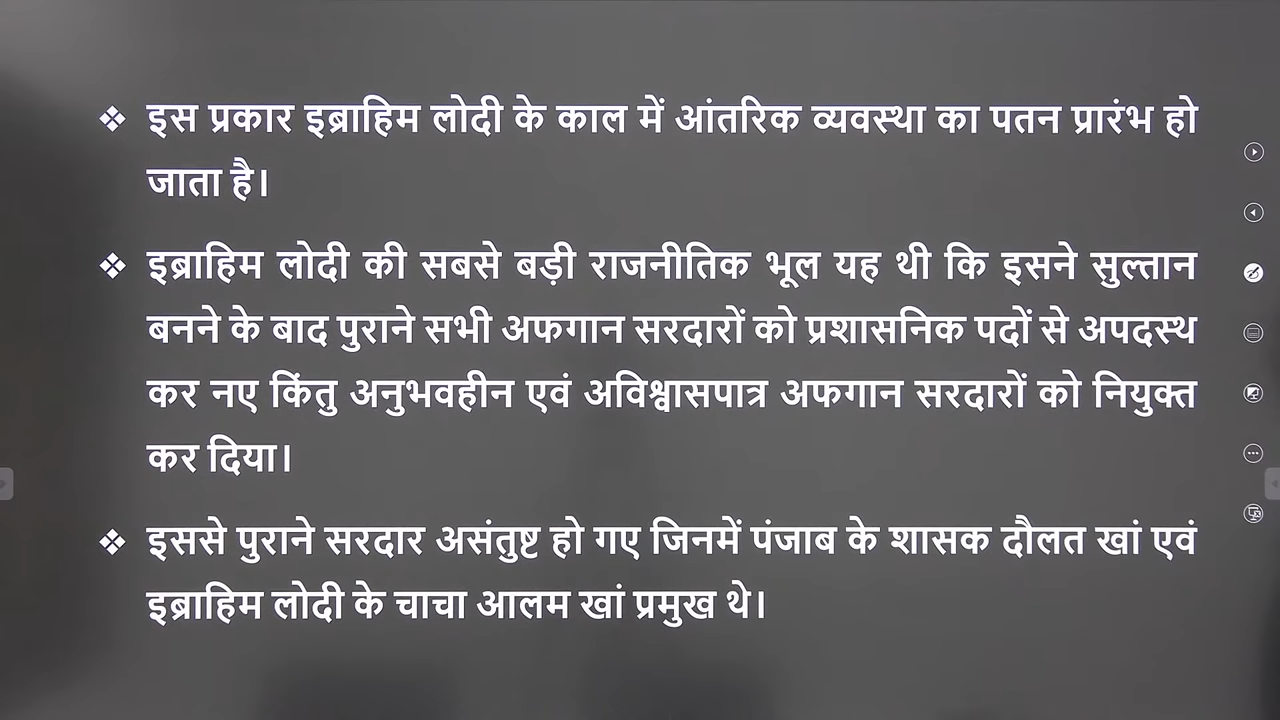 ❖ इस प्रकार इब्राहिम लोदी के काल में आंतरिक व्यवस्था का पतन प्रारंभ हो
जाता है।
❖ इब्राहिम लोदी की सबसे बड़ी राजनीतिक भूल यह थी कि इसने सुल्तान
बनने के बाद पुराने सभी अफगान सरदारों को प्रशासनिक पदों से अपदस्थ
कर नए किंतु अनुभवहीन एवं अविश्वासपात्र अफगान सरदारों को नियुक्त
कर दिया।
❖ इससे पुराने सरदार असंतुष्ट हो गए जिनमें पंजाब के शासक दौलत खां एवं
इब्राहिम लोदी के चाचा आलम खां प्रमुख थे।